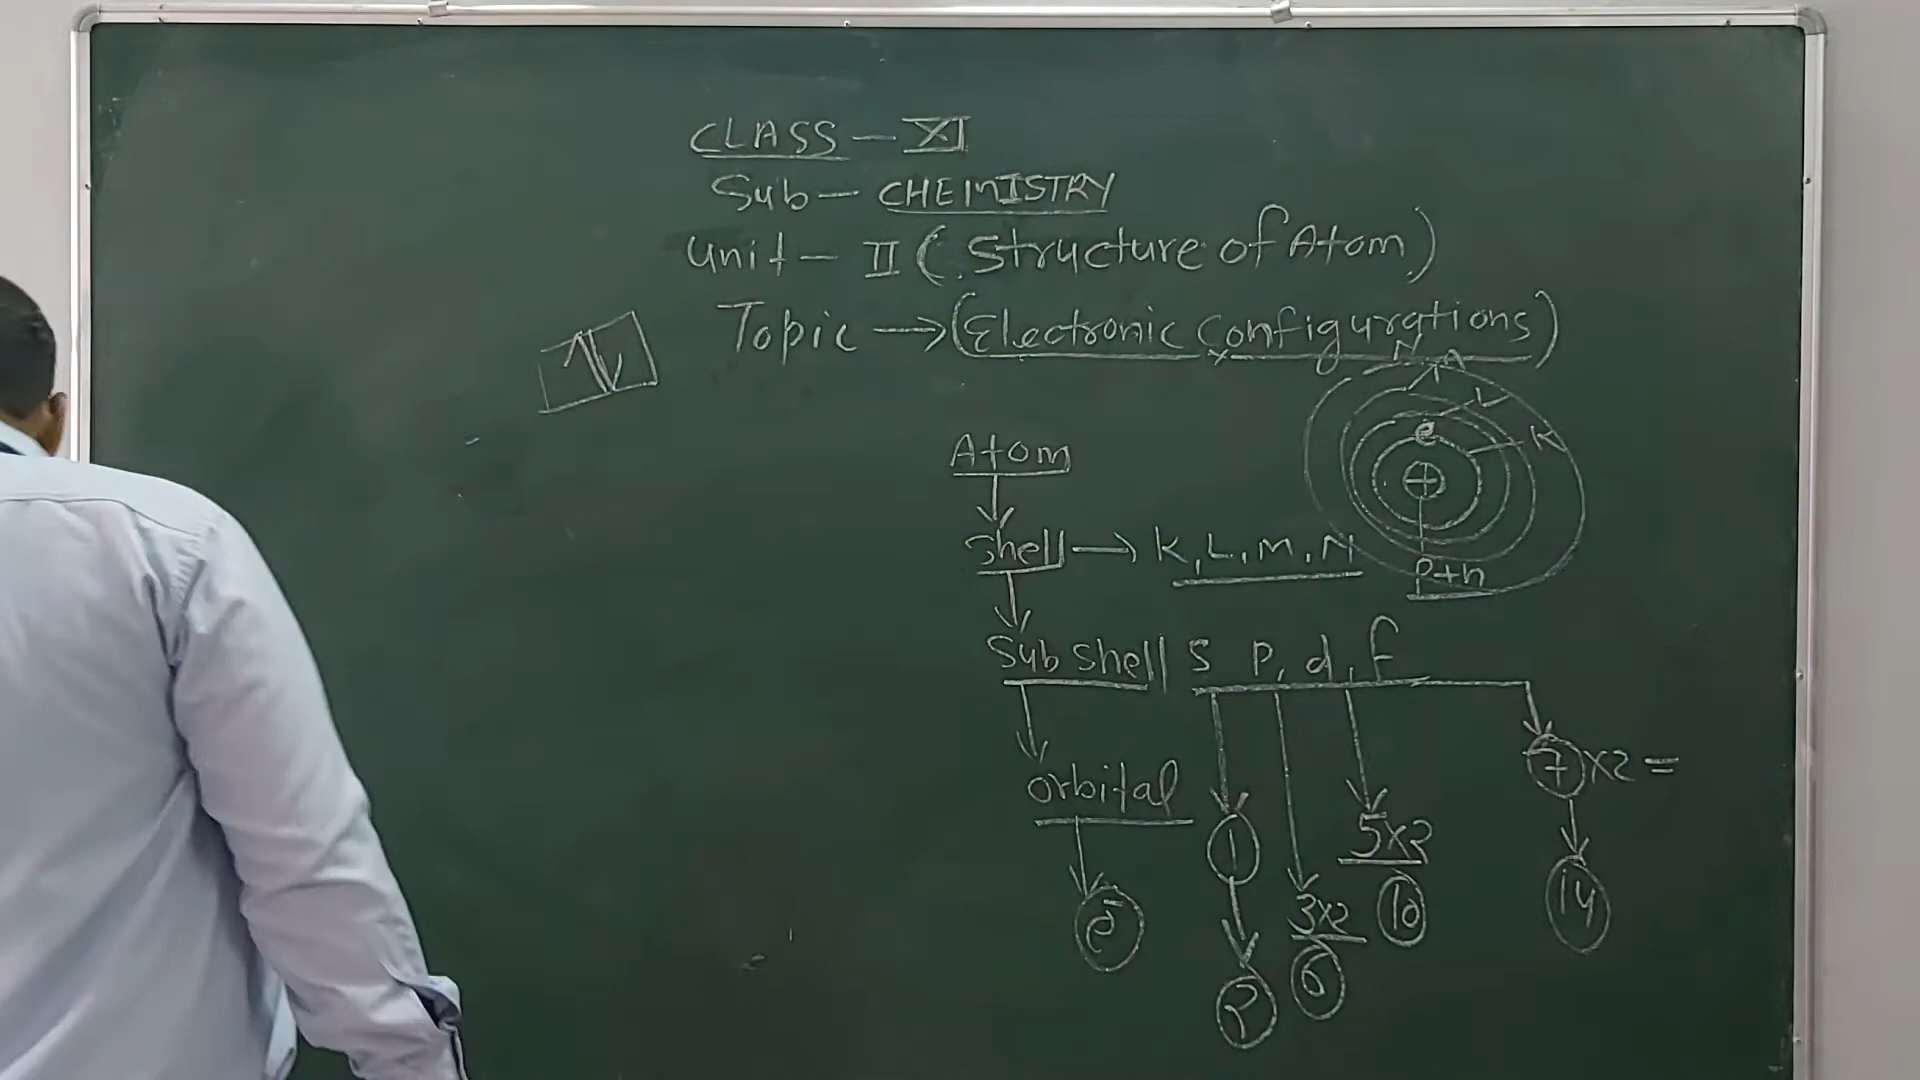 CLASS — XI
Sub — CHEMISTRY
Unit — II (Structure of Atom)
Topic → (Electronic Configurations)
N
M
L
K
e
+
P+n
Atom
Shell → K, L, M, N
Sub Shell S P, d, f
Orbital
7 x2 =
1
5x2
3x2
10
14
e
2
6